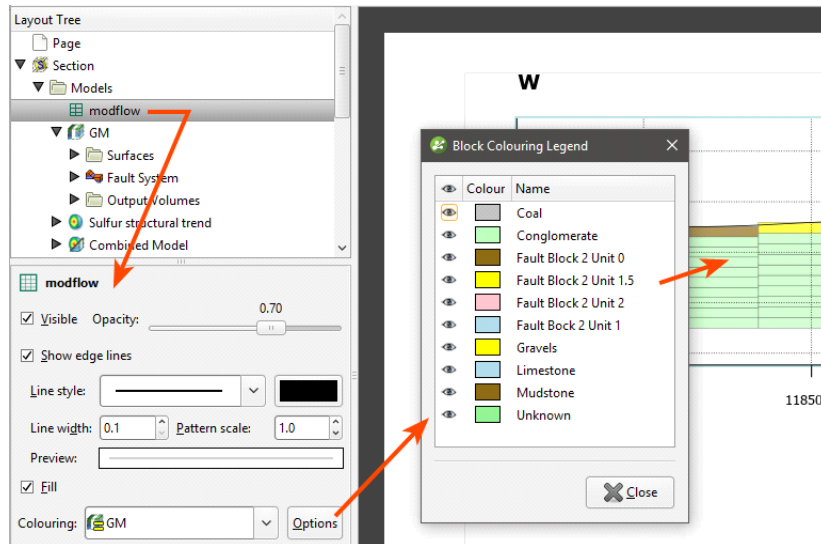 Layout Tree
Page
Section
Models
modflow
GM
Surfaces
Fault System
Output Volumes
Sulfur structural trend
Combined Model
modflow
Visible Opacity: 0.70
Show edge lines
Line style:
Line width: 0.1 Pattern scale: 1.0
Preview:
Fill
Colouring: GM Options
W
Block Colouring Legend
Colour Name
Coal
Conglomerate
Fault Block 2 Unit 0
Fault Block 2 Unit 1.5
Fault Block 2 Unit 2
Fault Bock 2 Unit 1
Gravels
Limestone
Mudstone
Unknown
Close
11850